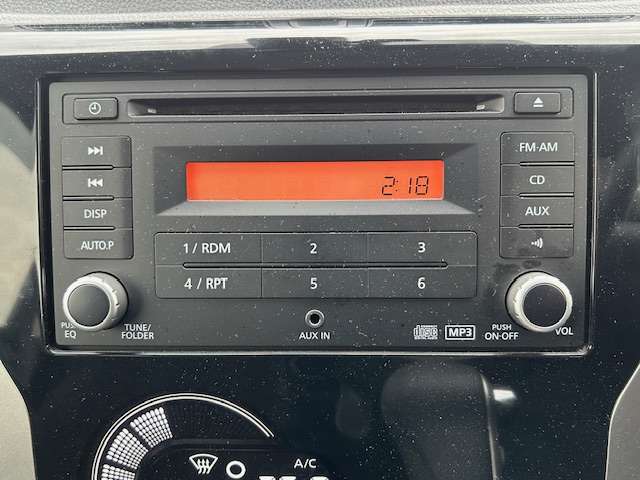 FM·AM
2:18
CD
DISP
AUX
AUTO.P
1 / RDM 2 3
4 / RPT 5 6
PUSH EQ
TUNE/
FOLDER
AUX IN
disc
MP3
PUSH
ON·OFF
VOL
A/C